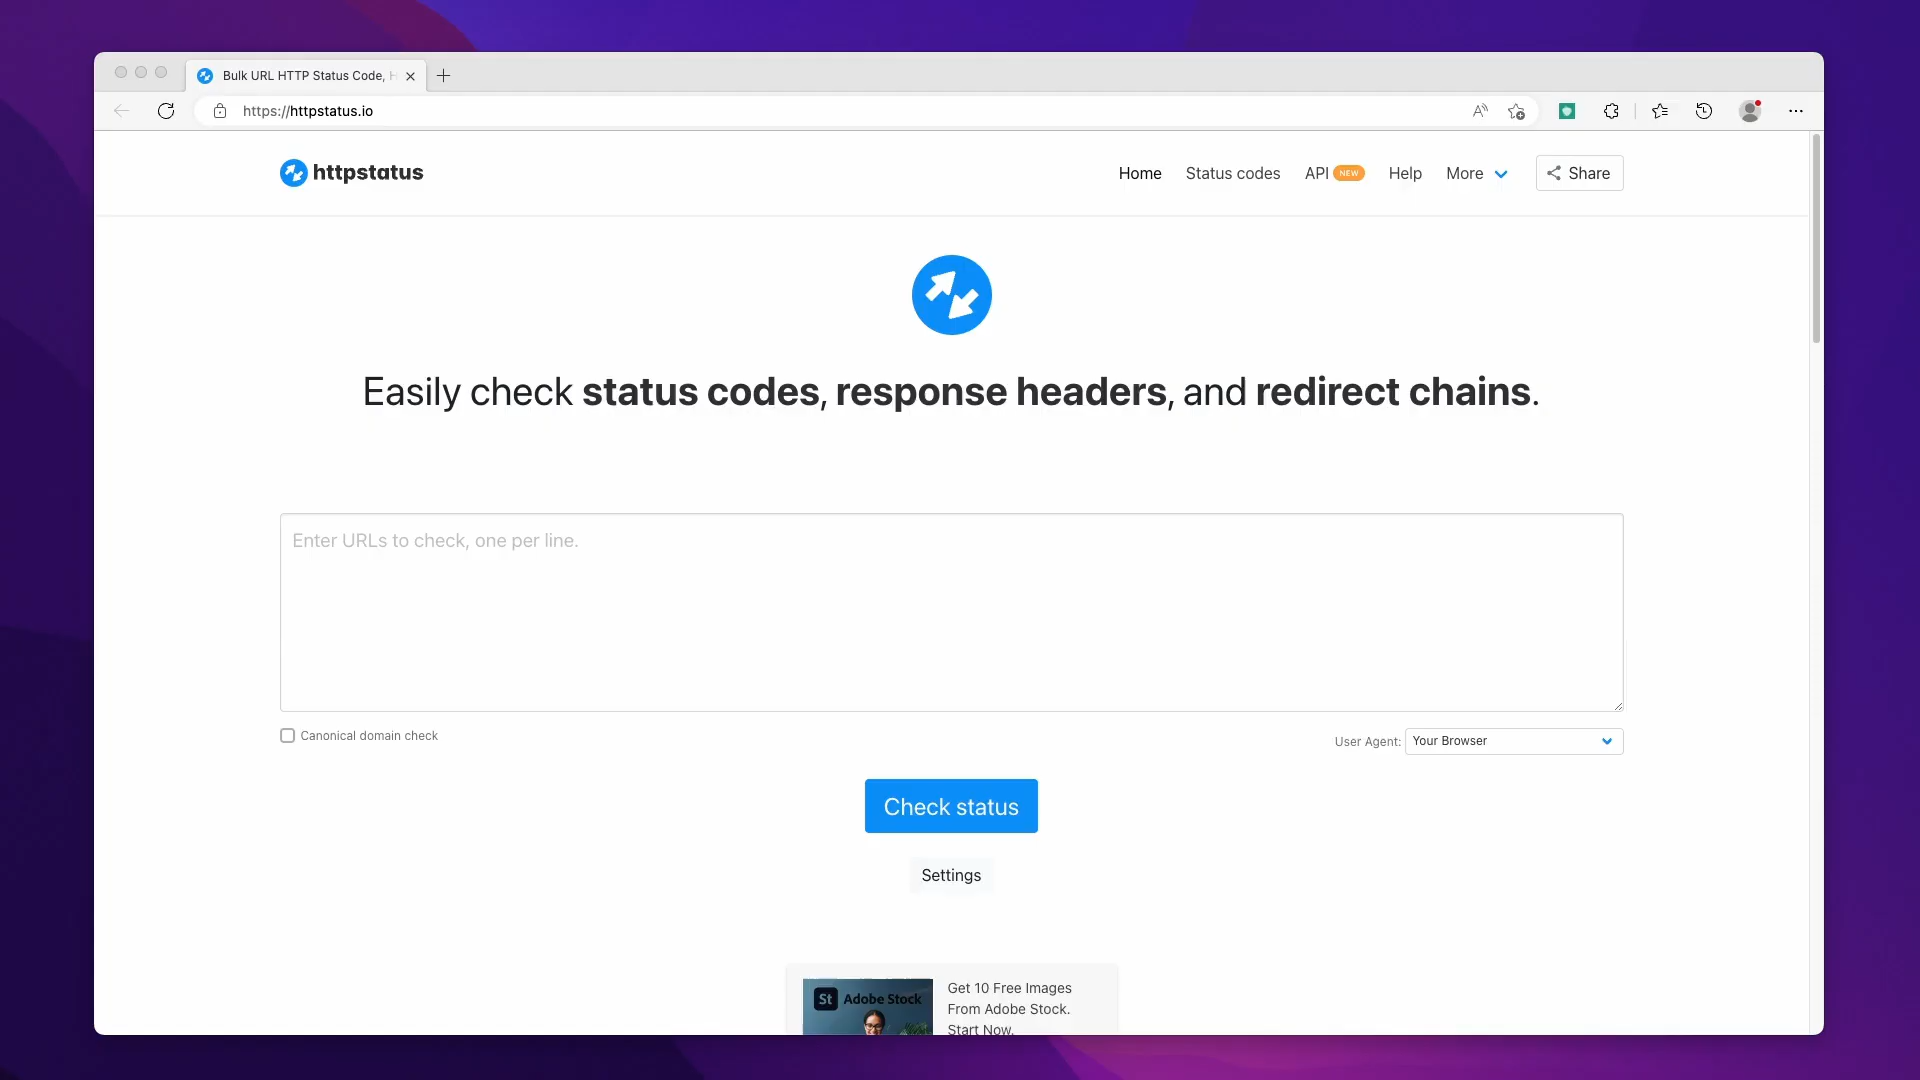 Bulk URL HTTP Status Code, H
https://httpstatus.io
httpstatus
Home
Status codes
API NEW
Help
More
Share
Easily check status codes, response headers, and redirect chains.
Enter URLs to check, one per line.
Canonical domain check
User Agent: Your Browser
Check status
Settings
St Adobe Stock
Get 10 Free Images
From Adobe Stock.
Start Now.